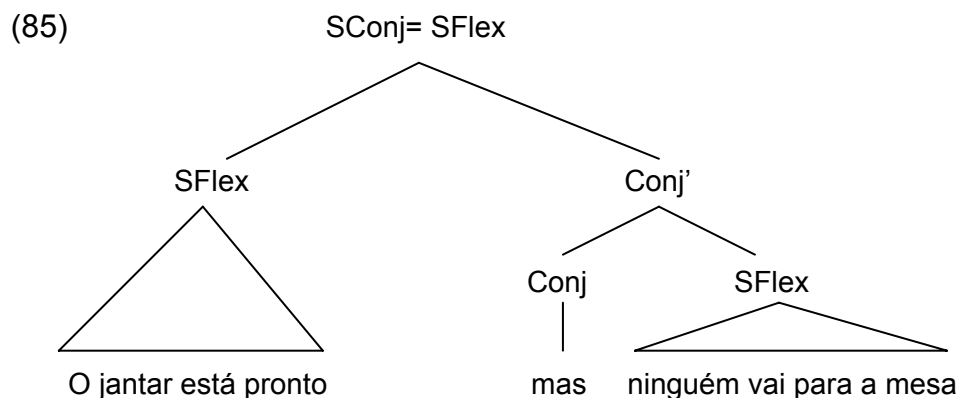 (85) SConj= SFlex
SFlex Conj’
Conj SFlex
O jantar está pronto mas ninguém vai para a mesa